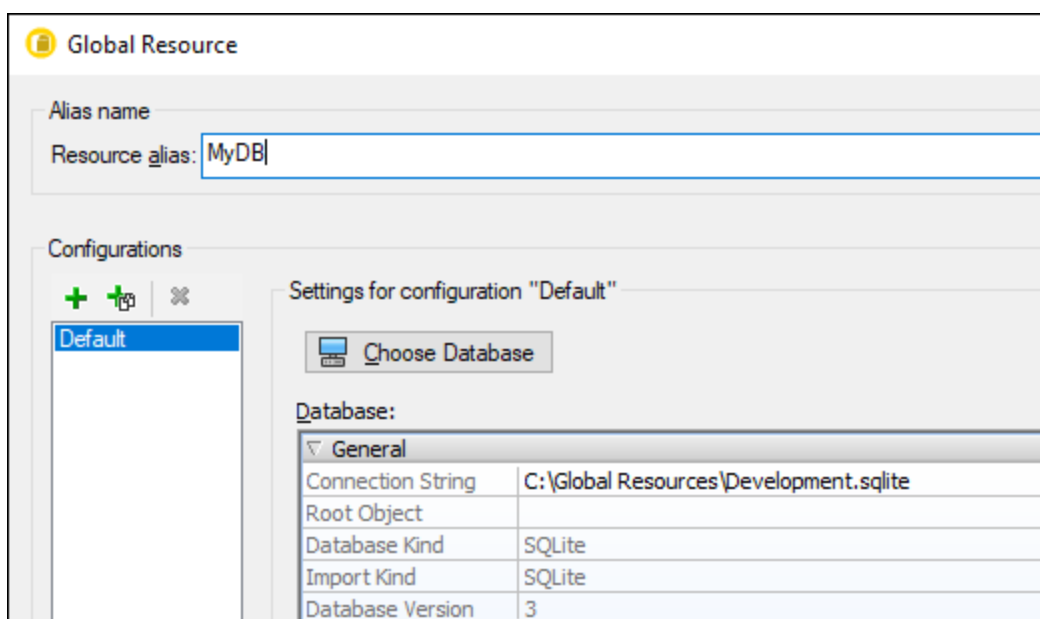 Global Resource
Alias name
Resource alias: MyDB
Configurations
Settings for configuration "Default"
Default
Choose Database
Database:
General
Connection String C:\Global Resources\Development.sqlite
Root Object
Database Kind SQLite
Import Kind SQLite
Database Version 3